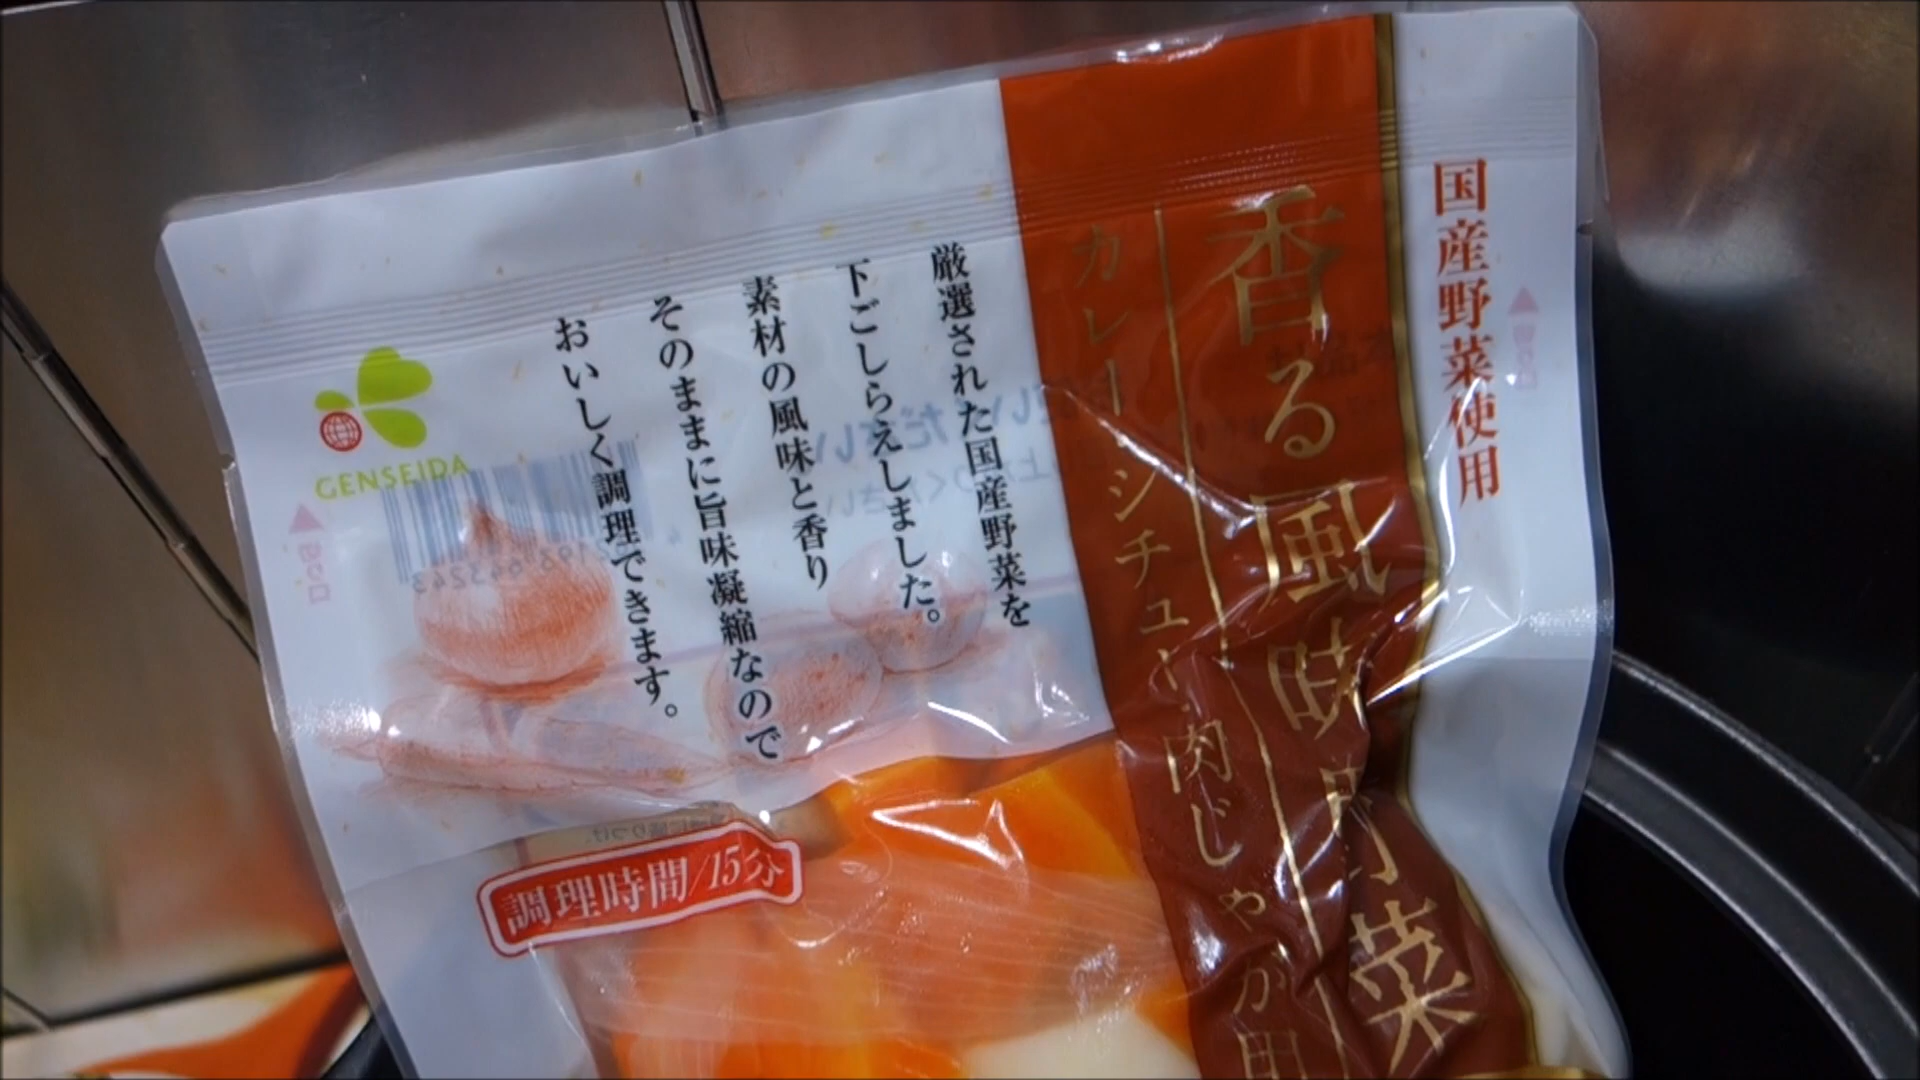 国産野菜使用
香る風味野菜
カレー・シチュー・肉じゃが用
厳選された国産野菜を
下ごしらえしました。
素材の風味と香り
そのままに旨味凝縮なので
おいしく調理できます。
GENSEIDA
調理時間/15分